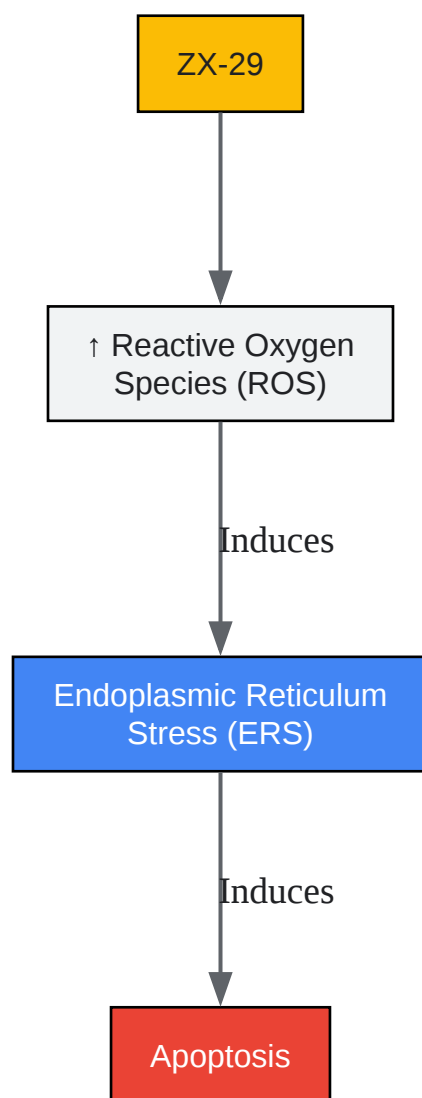 ZX-29
↑ Reactive Oxygen
Species (ROS)
Induces
Endoplasmic Reticulum
Stress (ERS)
Induces
Apoptosis